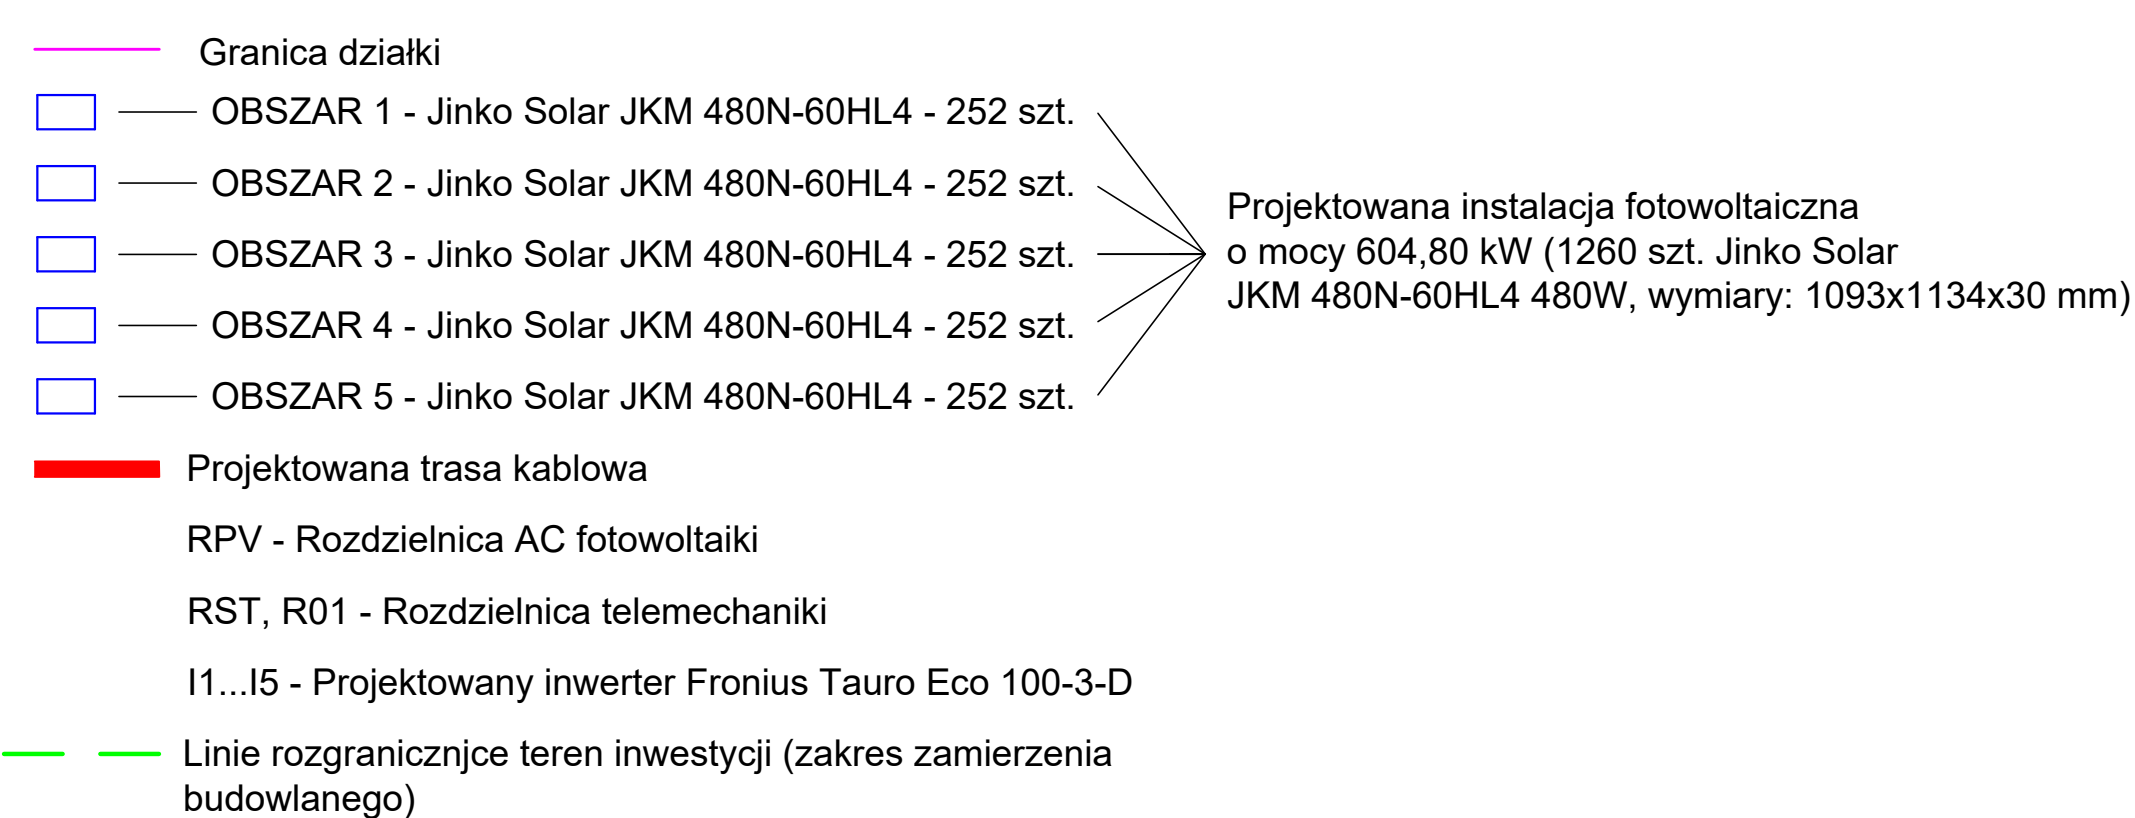 Granica działki
OBSZAR 1 - Jinko Solar JKM 480N-60HL4 - 252 szt.
OBSZAR 2 - Jinko Solar JKM 480N-60HL4 - 252 szt.
OBSZAR 3 - Jinko Solar JKM 480N-60HL4 - 252 szt.
OBSZAR 4 - Jinko Solar JKM 480N-60HL4 - 252 szt.
OBSZAR 5 - Jinko Solar JKM 480N-60HL4 - 252 szt.
Projektowana instalacja fotowoltaiczna
o mocy 604,80 kW (1260 szt. Jinko Solar
JKM 480N-60HL4 480W, wymiary: 1093x1134x30 mm)
Projektowana trasa kablowa
RPV - Rozdzielnica AC fotowoltaiki
RST, R01 - Rozdzielnica telemechaniki
I1...I5 - Projektowany inwerter Fronius Tauro Eco 100-3-D
Linie rozgranicznjce teren inwestycji (zakres zamierzenia
budowlanego)